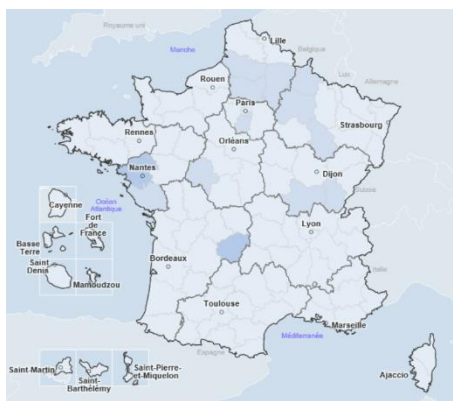 Royaume uni
Lille
Manche
Belgique
Rouen
Lux.
Allemagne
Paris
Strasbourg
Rennes
Orléans
Nantes
Dijon
Suisse
Cayenne
Océan
Atlantique
Fort
de
France
Basse
Terre
Lyon
Saint
Denis
Bordeaux
Italie
Mamoudzou
Toulouse
Marseille
Méditerranée
Espagne
Saint-Martin
Saint-
Barthélémy
Saint-Pierre
et-Miquelon
Ajaccio